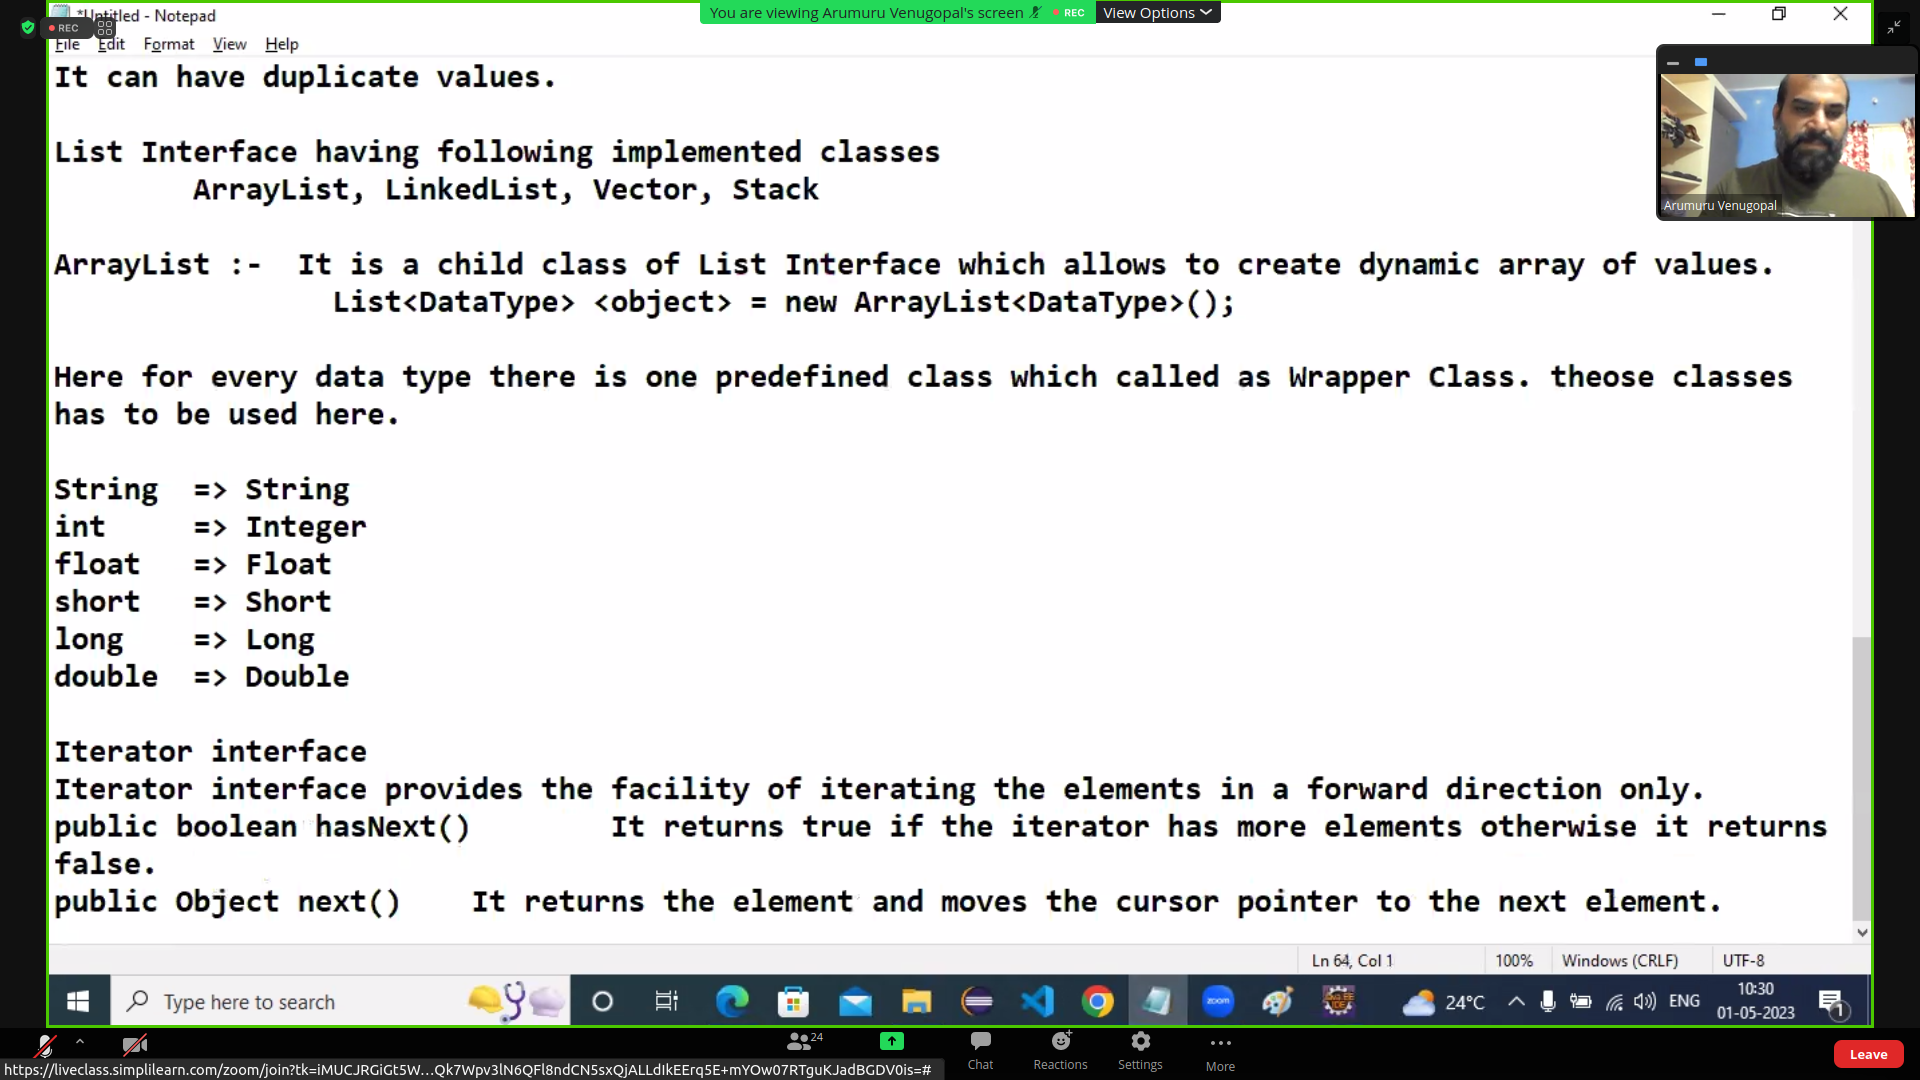 *Untitled - Notepad
You are viewing Arumuru Venugopal's screen
REC
View Options
REC
File Edit Format View Help
It can have duplicate values.
List Interface having following implemented classes
ArrayList, LinkedList, Vector, Stack
Arumuru Venugopal
ArrayList :- It is a child class of List Interface which allows to create dynamic array of values.
List<DataType> <object> = new ArrayList<DataType>();
Here for every data type there is one predefined class which called as Wrapper Class. theose classes
has to be used here.
String => String
int => Integer
float => Float
short => Short
long => Long
double => Double
Iterator interface
Iterator interface provides the facility of iterating the elements in a forward direction only.
public boolean hasNext() It returns true if the iterator has more elements otherwise it returns
false.
public Object next() It returns the element and moves the cursor pointer to the next element.
Ln 64, Col 1 100% Windows (CRLF) UTF-8
Type here to search
zoom
24°C
ENG
10:30
01-05-2023
1
24
Chat
Reactions
Settings
More
Leave
https://liveclass.simplilearn.com/zoom/join?tk=iMUCJRGiGt5W...Qk7Wpv3lN6QFl8ndCN5sxQjALLdIkEErq5E+mYOw07RTguKJadBGDV0is=#